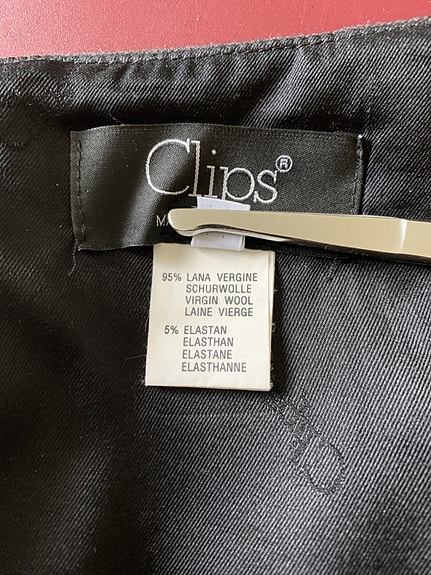 Clips®
95% LANA VERGINE
SCHURWOLLE
VIRGIN WOOL
LAINE VIERGE
5% ELASTAN
ELASTHAN
ELASTANE
ELASTHANNE